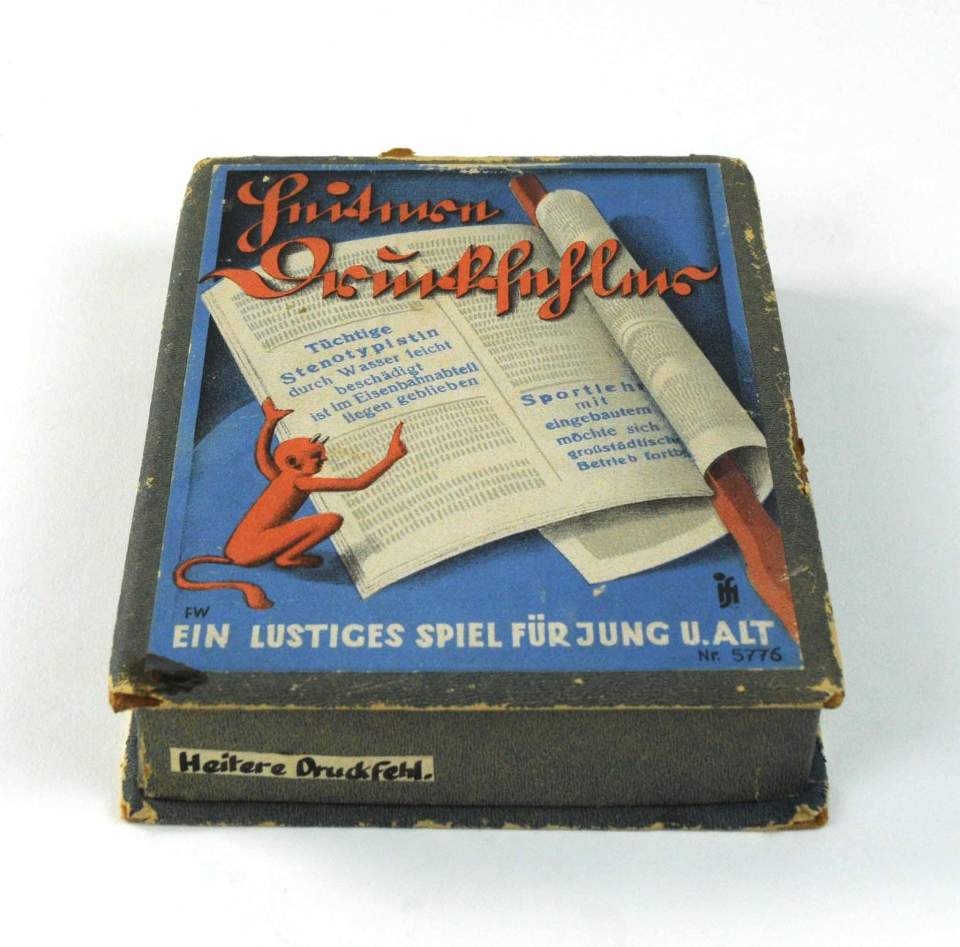 Heitere
Druckfehler
Tüchtige
Stenotypistin
durch Wasser leicht
beschädigt
ist im Eisenbahnabteil
liegen geblieben
Sportleh
mit
eingebautem
möchte sich
großstädtisch
Betrieb fortb
FW
EIN LUSTIGES SPIEL FÜR JUNG U. ALT
Nr. 5776
Heitere Druckfehl.